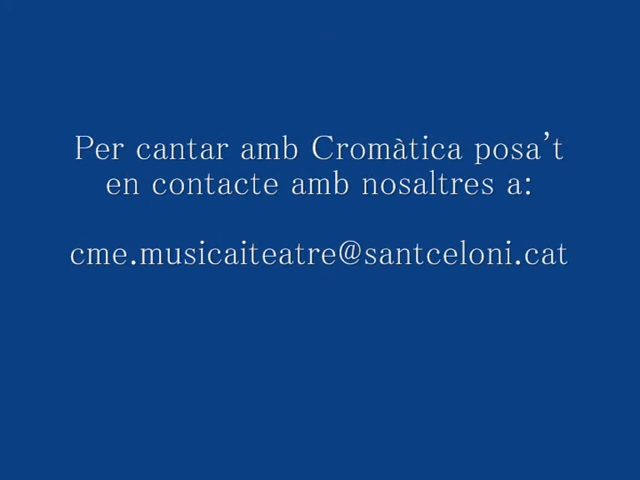 Per cantar amb Cromàtica posa’t
en contacte amb nosaltres a:
cme.musicaiteatre@santceloni.cat